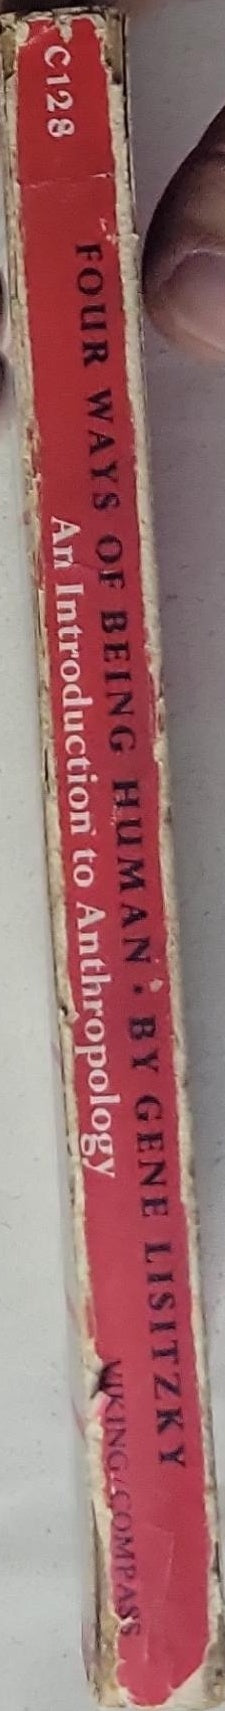 C128
FOUR WAYS OF BEING HUMAN · BY GENE LISITZKY
An Introduction to Anthropology
VIKING/COMPASS